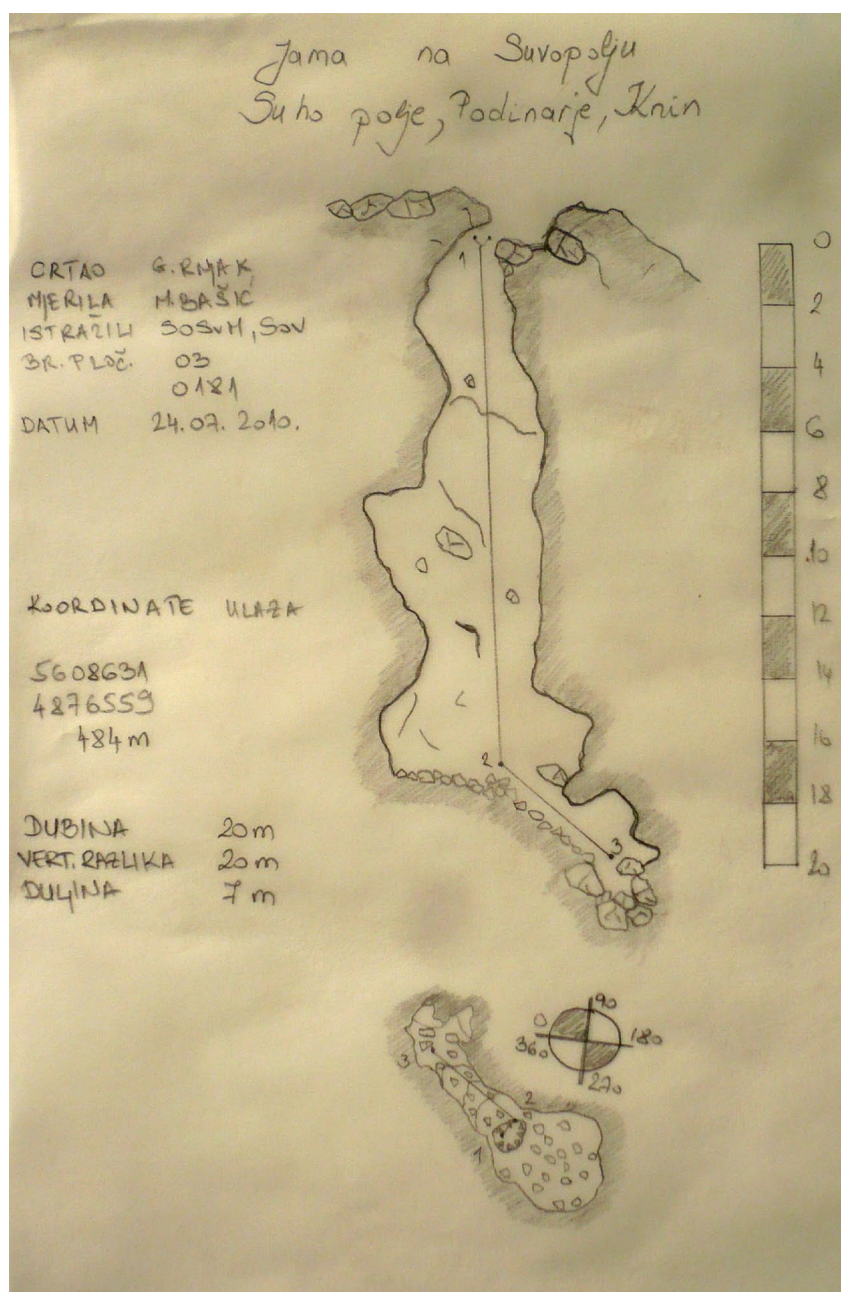 Jama na Suvopolju
Suho polje, Podinarje, Knin
CRTAO G. RNJAK
MJERILA M. BAŠIĆ
ISTRAŽILI SOSVM, SOV
BR. PLOČ. 03
0181
DATUM 24.07.2010.
KOORDINATE ULAZA
5608631
4876559
484m
DUBINA 20m
VERT. RAZLIKA 20m
DULJINA 7m
1
2
3
0
2
4
6
8
10
12
14
16
18
20
90
0
360
180
270
3
2
1